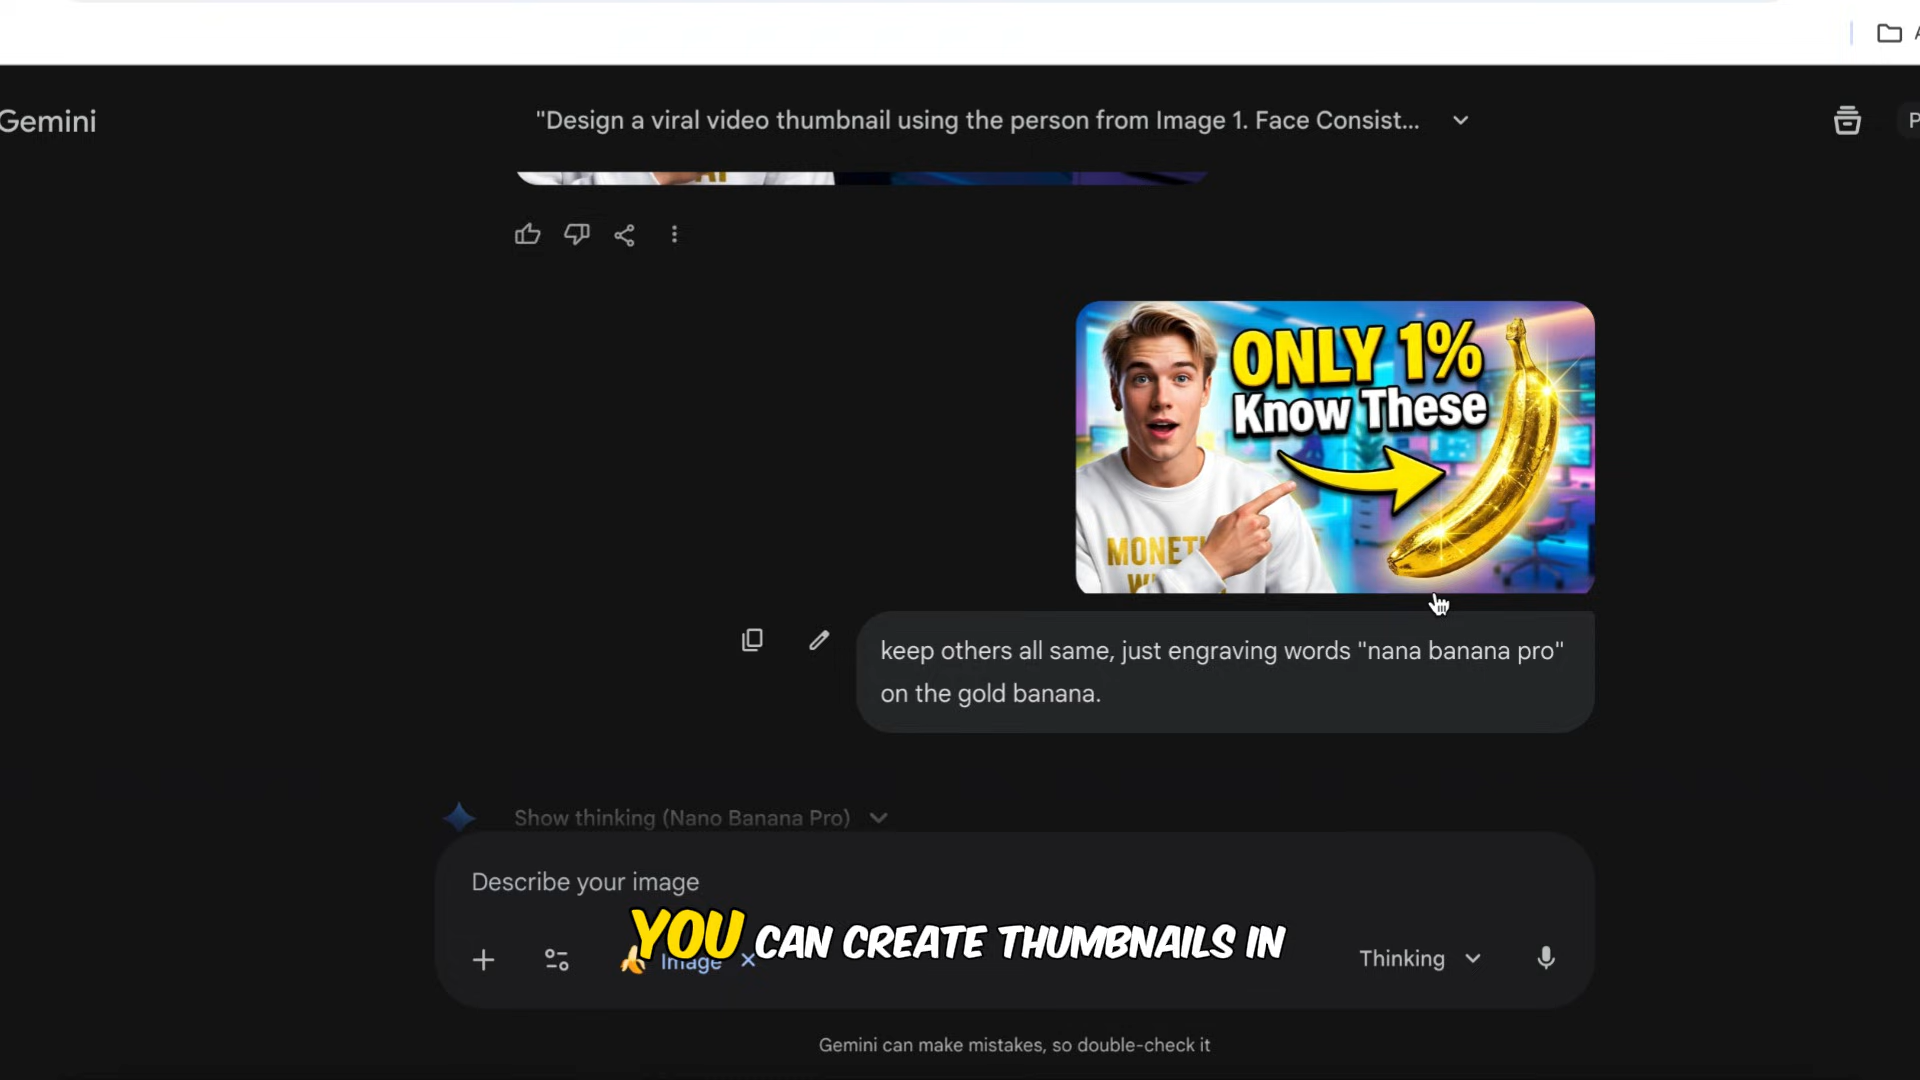 Gemini
"Design a viral video thumbnail using the person from Image 1. Face Consist...
ONLY 1%
Know These
keep others all same, just engraving words "nana banana pro"
on the gold banana.
Show thinking (Nano Banana Pro)
Describe your image
YOU CAN CREATE THUMBNAILS IN
Image
Thinking
Gemini can make mistakes, so double-check it